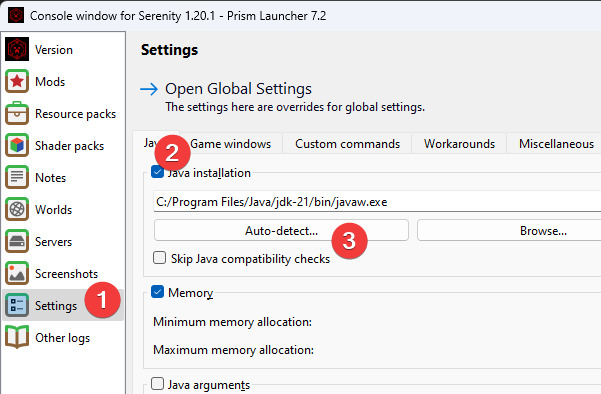 Console window for Serenity 1.20.1 - Prism Launcher 7.2
Version
Mods
Resource packs
Shader packs
Notes
Worlds
Servers
Screenshots
Settings
1
Other logs
Settings
Open Global Settings
The settings here are overrides for global settings.
2
Game windows
Custom commands
Workarounds
Miscellaneous
Java installation
C:/Program Files/Java/jdk-21/bin/javaw.exe
Auto-detect...
3
Browse...
Skip Java compatibility checks
Memory
Minimum memory allocation:
Maximum memory allocation:
Java arguments